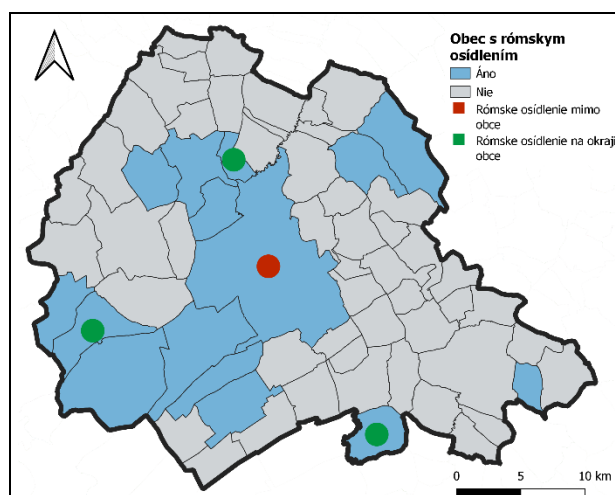 Obec s rómskym
osídlením
Áno
Nie
Rómske osídlenie mimo
obce
Rómske osídlenie na okraji
obce
0 5 10 km